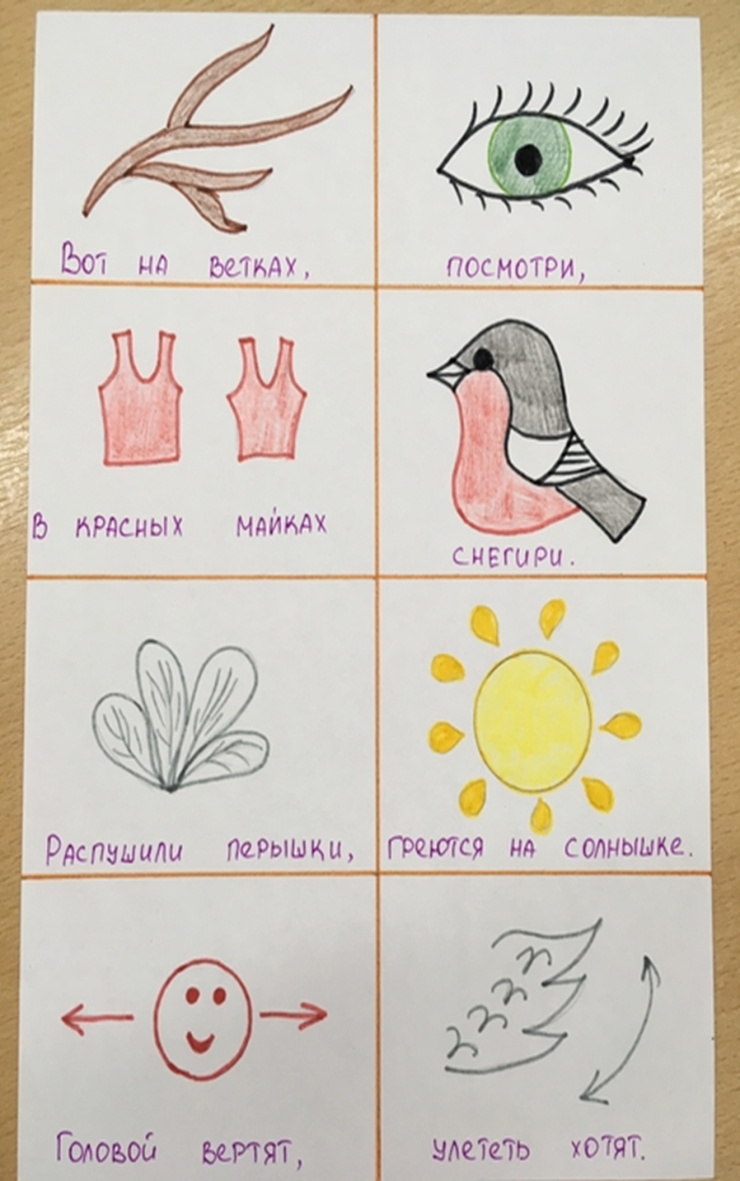 Вот на ветках,
посмотри,
В красных майках
снегири.
Распушили перышки,
греются на солнышке.
Головой вертят,
улететь хотят.